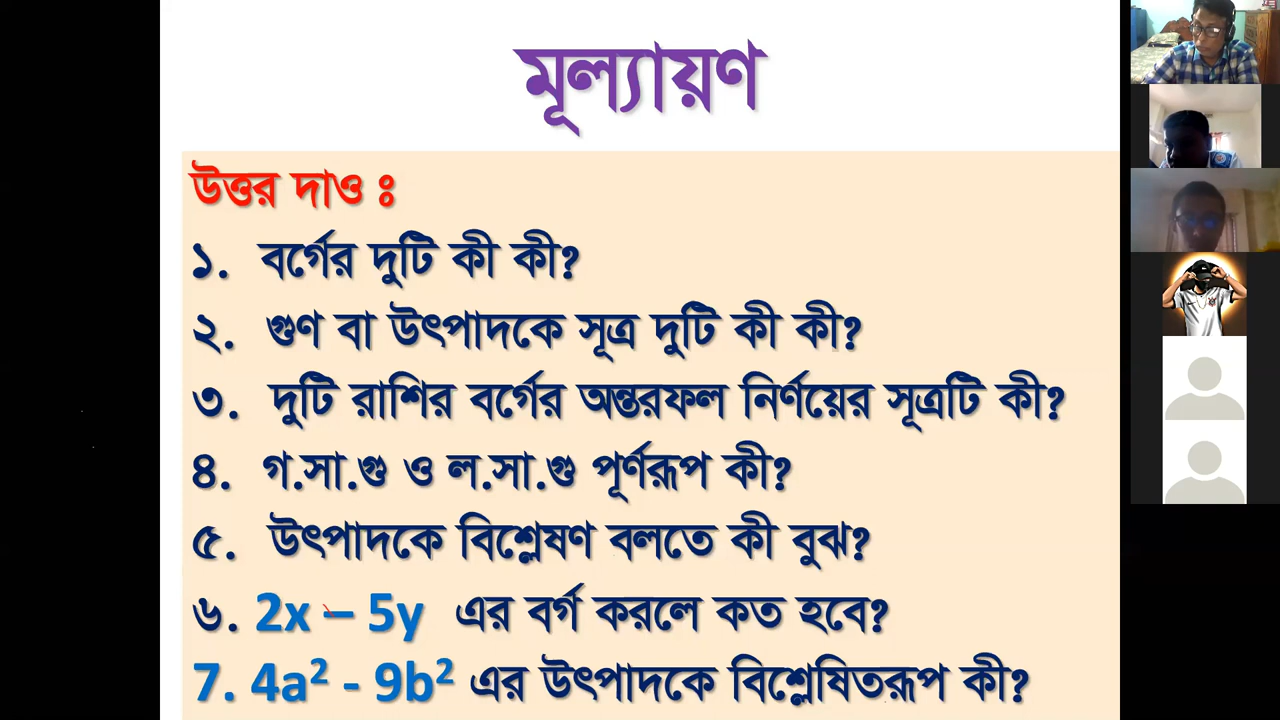 মূল্যায়ণ
উত্তর দাও ঃ
১. বর্গের দুটি কী কী?
২. গুণ বা উৎপাদকে সূত্র দুটি কী কী?
৩. দুটি রাশির বর্গের অন্তরফল নির্ণয়ের সূত্রটি কী?
৪. গ.সা.গু ও ল.সা.গু পূর্ণরূপ কী?
৫. উৎপাদকে বিশ্লেষণ বলতে কী বুঝ?
৬. 2x – 5y এর বর্গ করলে কত হবে?
7. 4a² - 9b² এর উৎপাদকে বিশ্লেষিতরূপ কী?